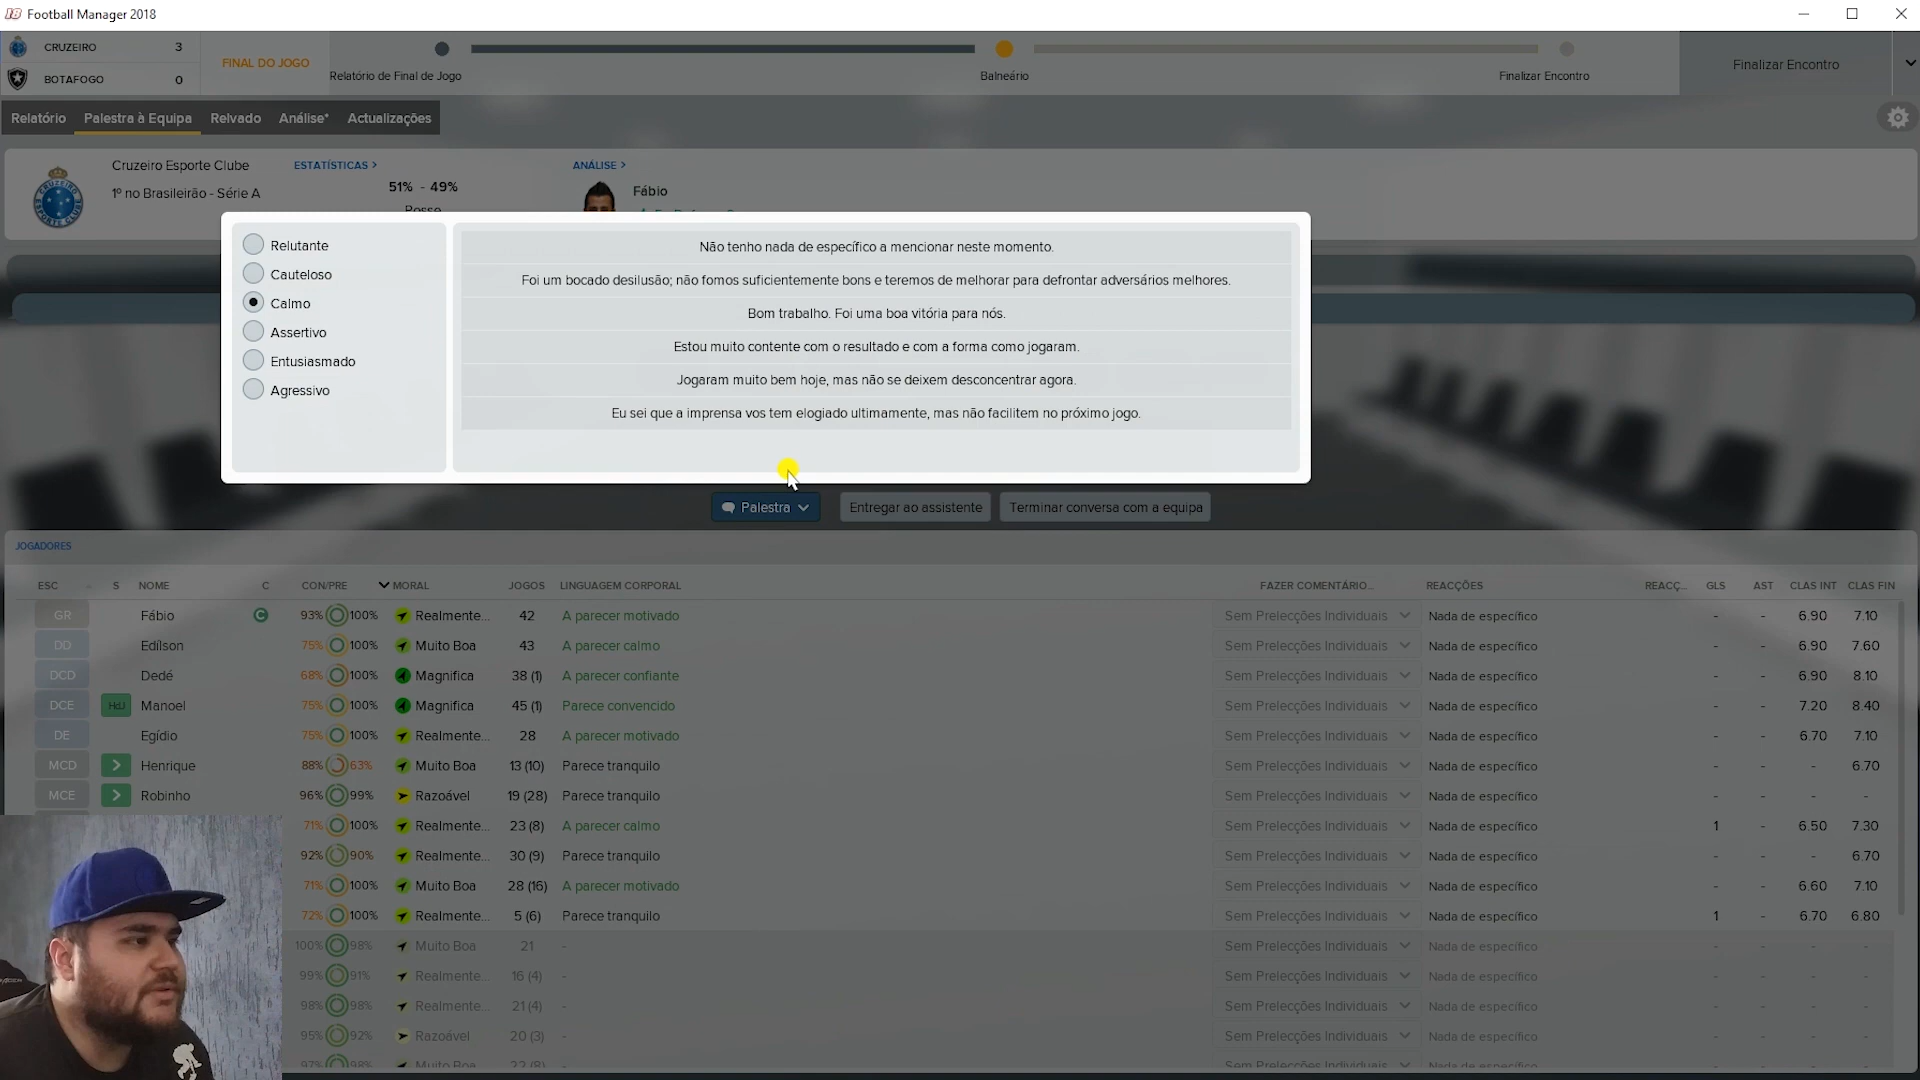 Football Manager 2018
CRUZEIRO 3
BOTAFOGO 0
FINAL DO JOGO
Relatório de Final de Jogo
Balneário
Finalizar Encontro
Finalizar Encontro
Relatório Palestra à Equipa Relvado Análise* Actualizações
Cruzeiro Esporte Clube
1º no Brasileirão - Série A
ESTATÍSTICAS >
51% - 49%
Posse
ANÁLISE >
Fábio
Relutante
Cauteloso
Calmo
Assertivo
Entusiasmado
Agressivo
Não tenho nada de específico a mencionar neste momento.
Foi um bocado desilusão; não fomos suficientemente bons e teremos de melhorar para defrontar adversários melhores.
Bom trabalho. Foi uma boa vitória para nós.
Estou muito contente com o resultado e com a forma como jogaram.
Jogaram muito bem hoje, mas não se deixem desconcentrar agora.
Eu sei que a imprensa vos tem elogiado ultimamente, mas não facilitem no próximo jogo.
Palestra Entregar ao assistente Terminar conversa com a equipa
JOGADORES
ESC S NOME C CON/PRE MORAL JOGOS LINGUAGEM CORPORAL FAZER COMENTÁRIO... REACÇÕES REACÇ... GLS AST CLAS INT CLAS FIN
GR Fábio C 93% 100% Realmente... 42 A parecer motivado Sem Prelecções Individuais Nada de específico - - 6.90 7.10
DD Edílson 75% 100% Muito Boa 43 A parecer calmo Sem Prelecções Individuais Nada de específico - - 6.90 7.60
DCD Dedé 68% 100% Magnifica 38 (1) A parecer confiante Sem Prelecções Individuais Nada de específico - - 6.90 8.10
DCE HdJ Manoel 75% 100% Magnifica 45 (1) Parece convencido Sem Prelecções Individuais Nada de específico - - 7.20 8.40
DE Egídio 75% 100% Realmente... 28 A parecer motivado Sem Prelecções Individuais Nada de específico - - 6.70 7.10
MCD Henrique 88% 63% Muito Boa 13 (10) Parece tranquilo Sem Prelecções Individuais Nada de específico - - - 6.70
MCE Robinho 96% 99% Razoável 19 (28) Parece tranquilo Sem Prelecções Individuais Nada de específico - - - -
71% 100% Realmente... 23 (8) A parecer calmo Sem Prelecções Individuais Nada de específico 1 - 6.50 7.30
92% 90% Realmente... 30 (9) Parece tranquilo Sem Prelecções Individuais Nada de específico - - - 6.70
71% 100% Muito Boa 28 (16) A parecer motivado Sem Prelecções Individuais Nada de específico - - 6.60 7.10
72% 100% Realmente... 5 (6) Parece tranquilo Sem Prelecções Individuais Nada de específico 1 - 6.70 6.80
100% 98% Muito Boa 21 - Sem Prelecções Individuais Nada de específico - - - -
99% 91% Realmente... 16 (4) - Sem Prelecções Individuais Nada de específico - - - -
98% 98% Realmente... 21 (4) - Sem Prelecções Individuais Nada de específico - - - -
95% 92% Razoável 20 (3) - Sem Prelecções Individuais Nada de específico - - - -
97% Muito Boa 22 (8) - Sem Prelecções Individuais Nada de específico